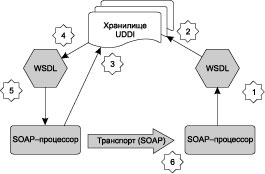 Хранилище
UDDI
4
2
WSDL
WSDL
5
3
1
SOAP–процессор
Транспорт (SOAP)
SOAP–процессор
6